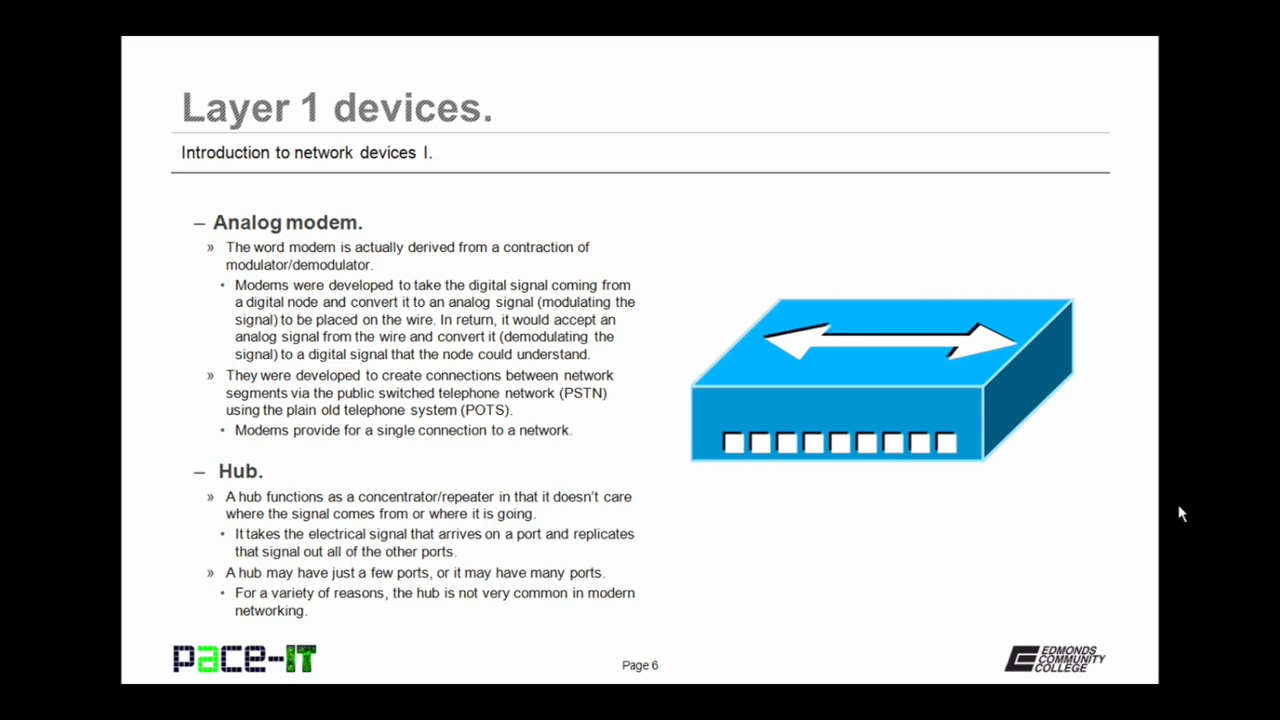 Layer 1 devices.
Introduction to network devices I.
– Analog modem.
» The word modem is actually derived from a contraction of
modulator/demodulator.
• Modems were developed to take the digital signal coming from
a digital node and convert it to an analog signal (modulating the
signal) to be placed on the wire. In return, it would accept an
analog signal from the wire and convert it (demodulating the
signal) to a digital signal that the node could understand.
» They were developed to create connections between network
segments via the public switched telephone network (PSTN)
using the plain old telephone system (POTS).
• Modems provide for a single connection to a network.
– Hub.
» A hub functions as a concentrator/repeater in that it doesn't care
where the signal comes from or where it is going.
• It takes the electrical signal that arrives on a port and replicates
that signal out all of the other ports.
» A hub may have just a few ports, or it may have many ports.
• For a variety of reasons, the hub is not very common in modern
networking.
pace-IT
Page 6
EDMONDS
COMMUNITY
COLLEGE